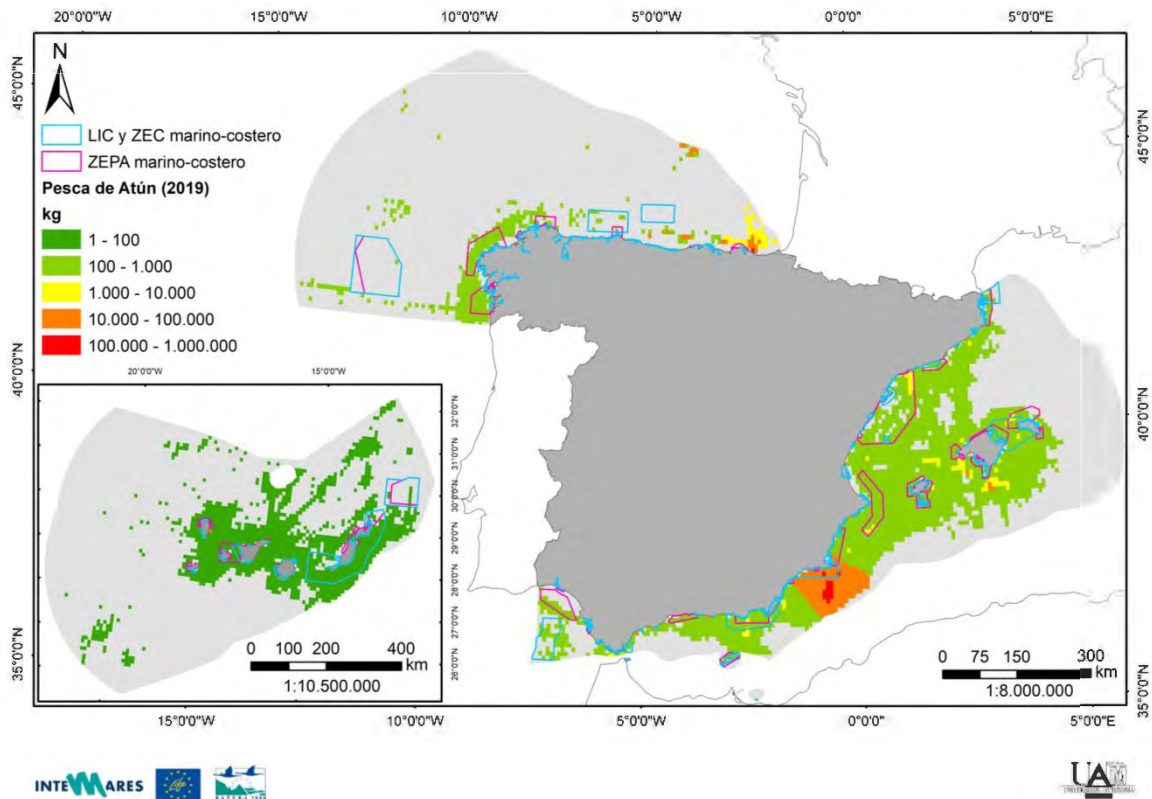 20°0'0"W 15°0'0"W 10°0'0"W 5°0'0"W 0°0'0" 5°0'0"E
N
LIC y ZEC marino-costero
ZEPA marino-costero
Pesca de Atún (2019)
kg
1 - 100
100 - 1.000
1.000 - 10.000
10.000 - 100.000
100.000 - 1.000.000
45°0'0"N
40°0'0"N
35°0'0"N
45°0'0"N
40°0'0"N
35°0'0"N
20°0'0"W 15°0'0"W
32°0'0"N
31°0'0"N
30°0'0"N
29°0'0"N
28°0'0"N
27°0'0"N
26°0'0"N
0 100 200 400
km
1:10.500.000
0 75 150 300
km
1:8.000.000
15°0'0"W 10°0'0"W 5°0'0"W 0°0'0" 5°0'0"E
INTEMARES
Life
NATURA 2000
UAM